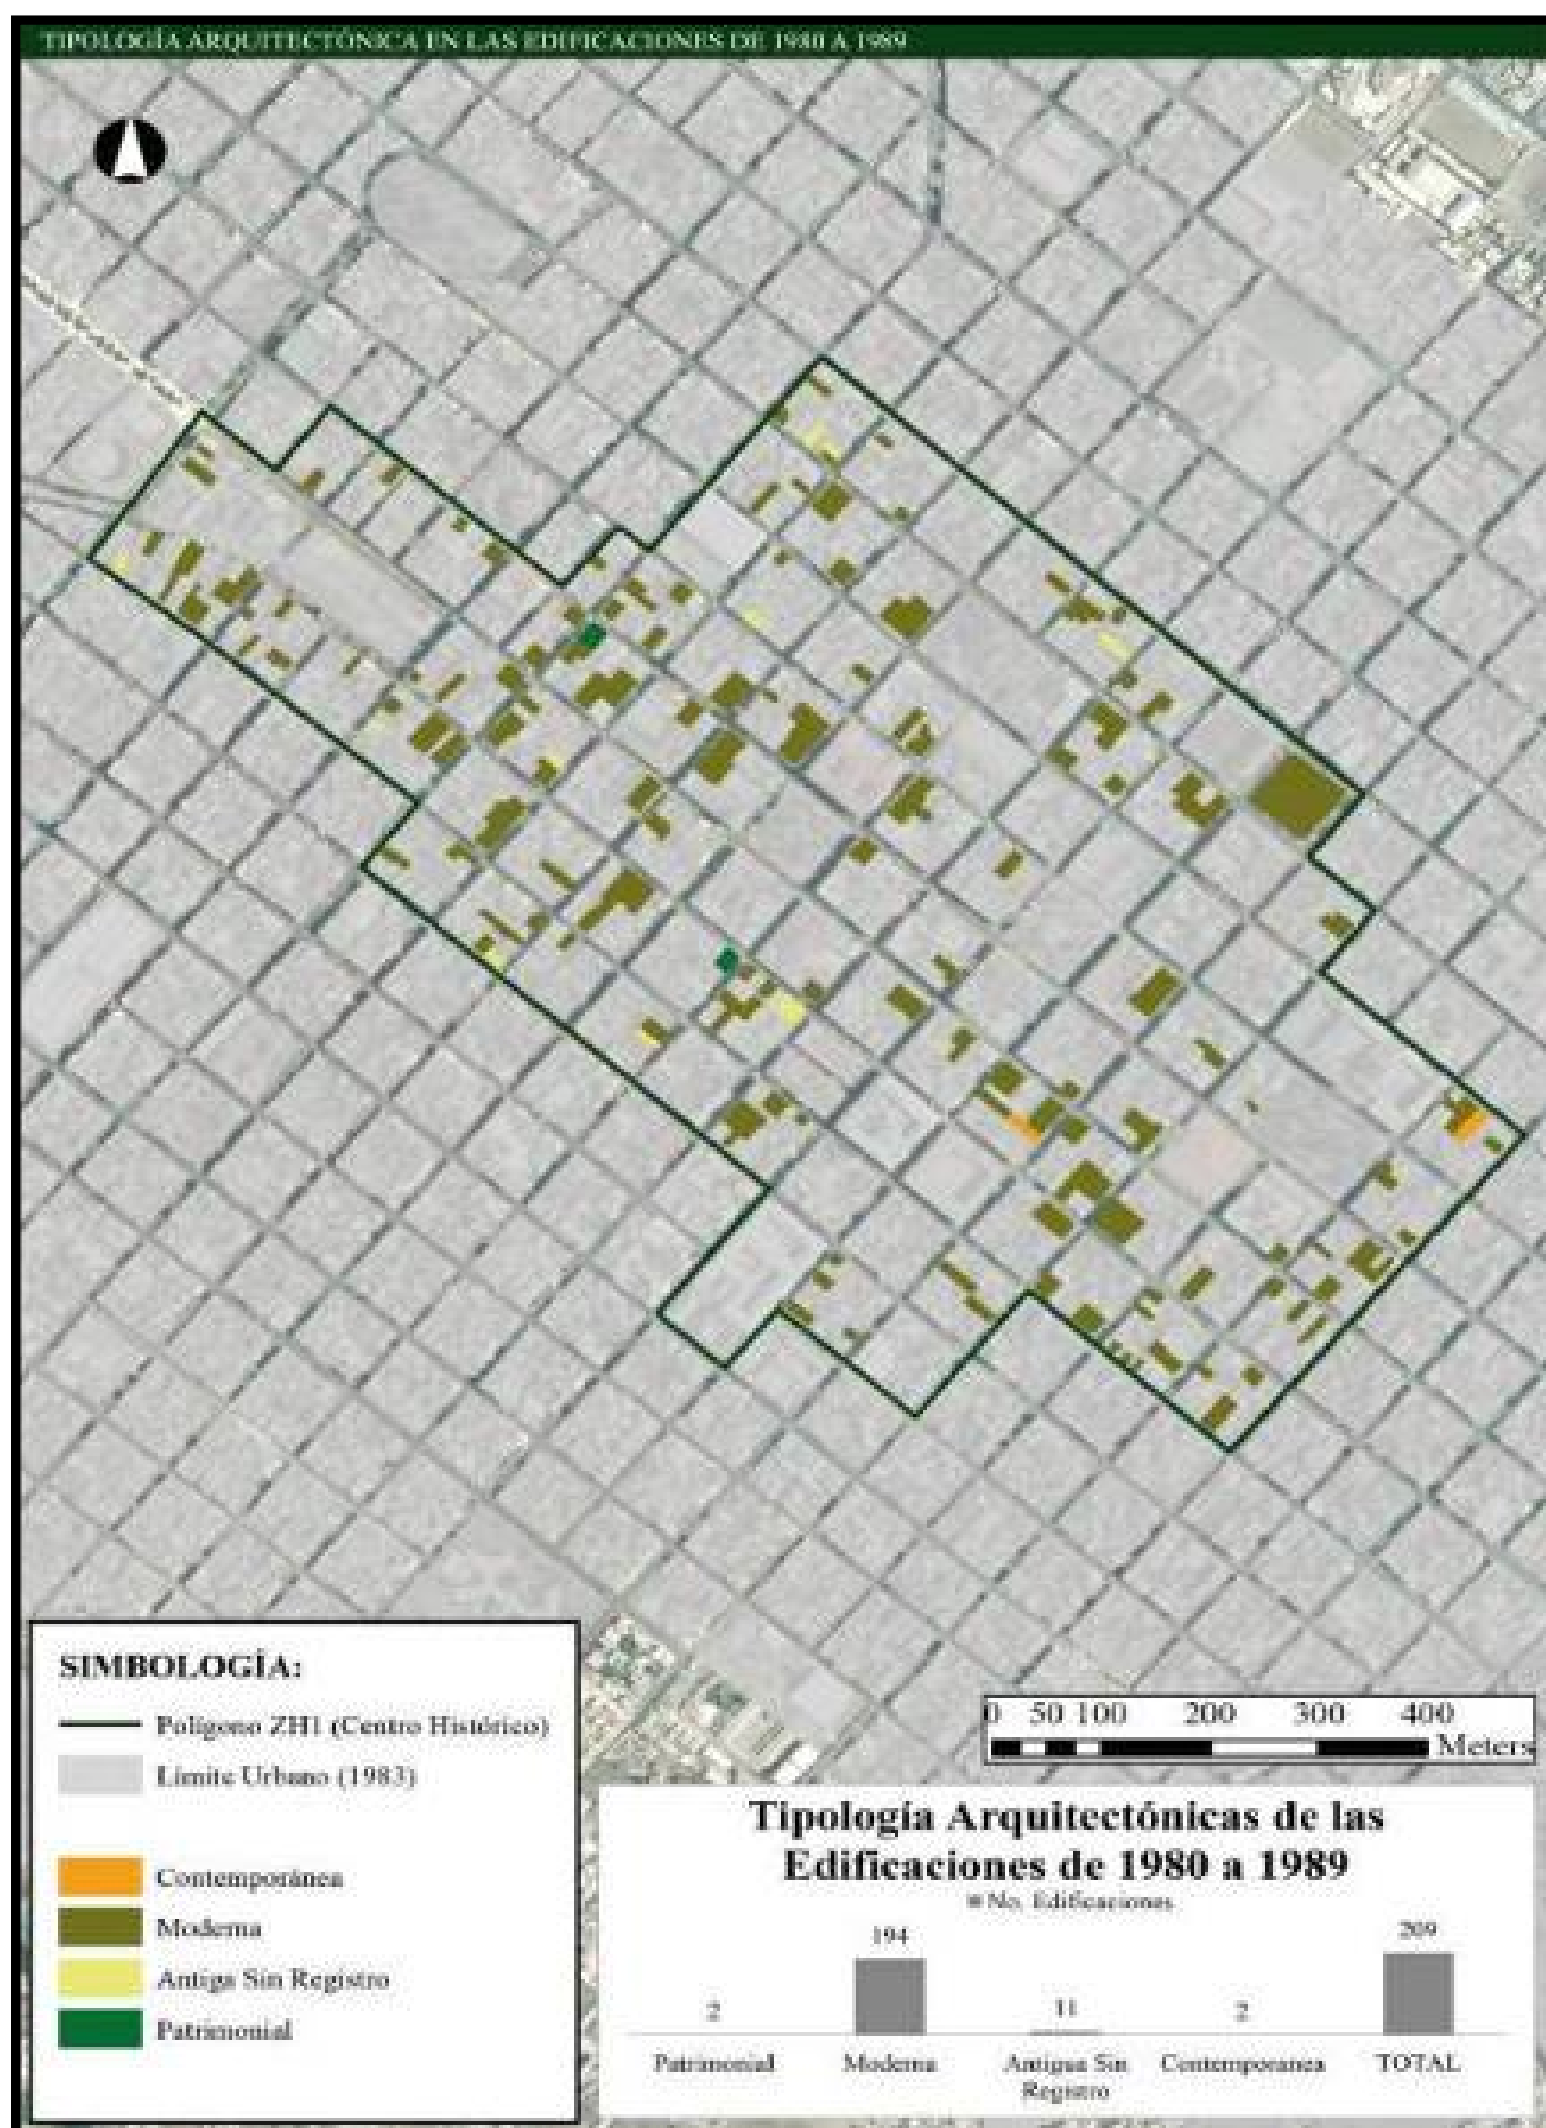 TIPOLOGÍA ARQUITECTÓNICA EN LAS EDIFICACIONES DE 1980 A 1989
SIMBOLOGÍA:
Polígono ZH1 (Centro Histórico)
Límite Urbano (1983)
Contemporánea
Moderna
Antiga Sin Registro
Patrimonial
0 50 100 200 300 400
Meters
Tipología Arquitectónicas de las
Edificaciones de 1980 a 1989
No. Edificaciones
2 194 11 2 209
Patrimonial Moderna Antigua Sin Contemporanea TOTAL
Registro